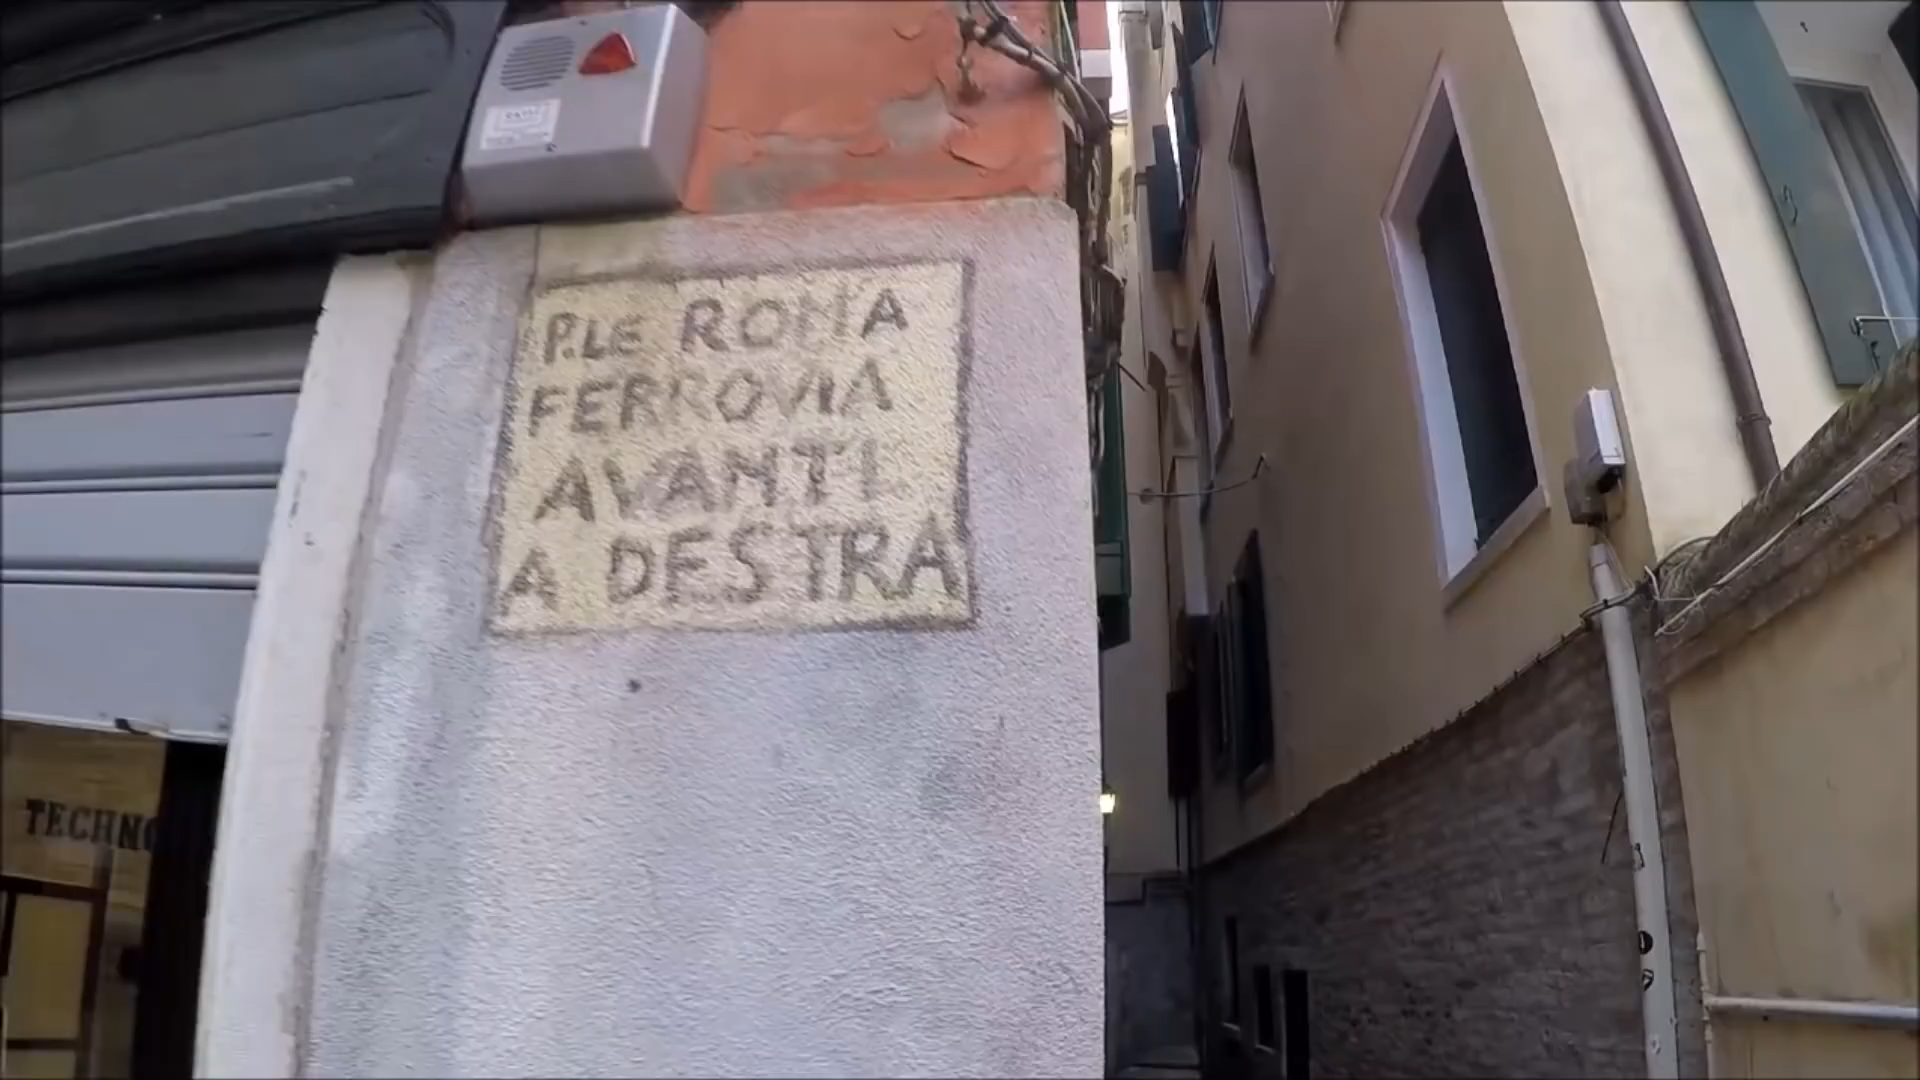 P.LE ROMA
FERROVIA
AVANTI
A DESTRA
TECHNO